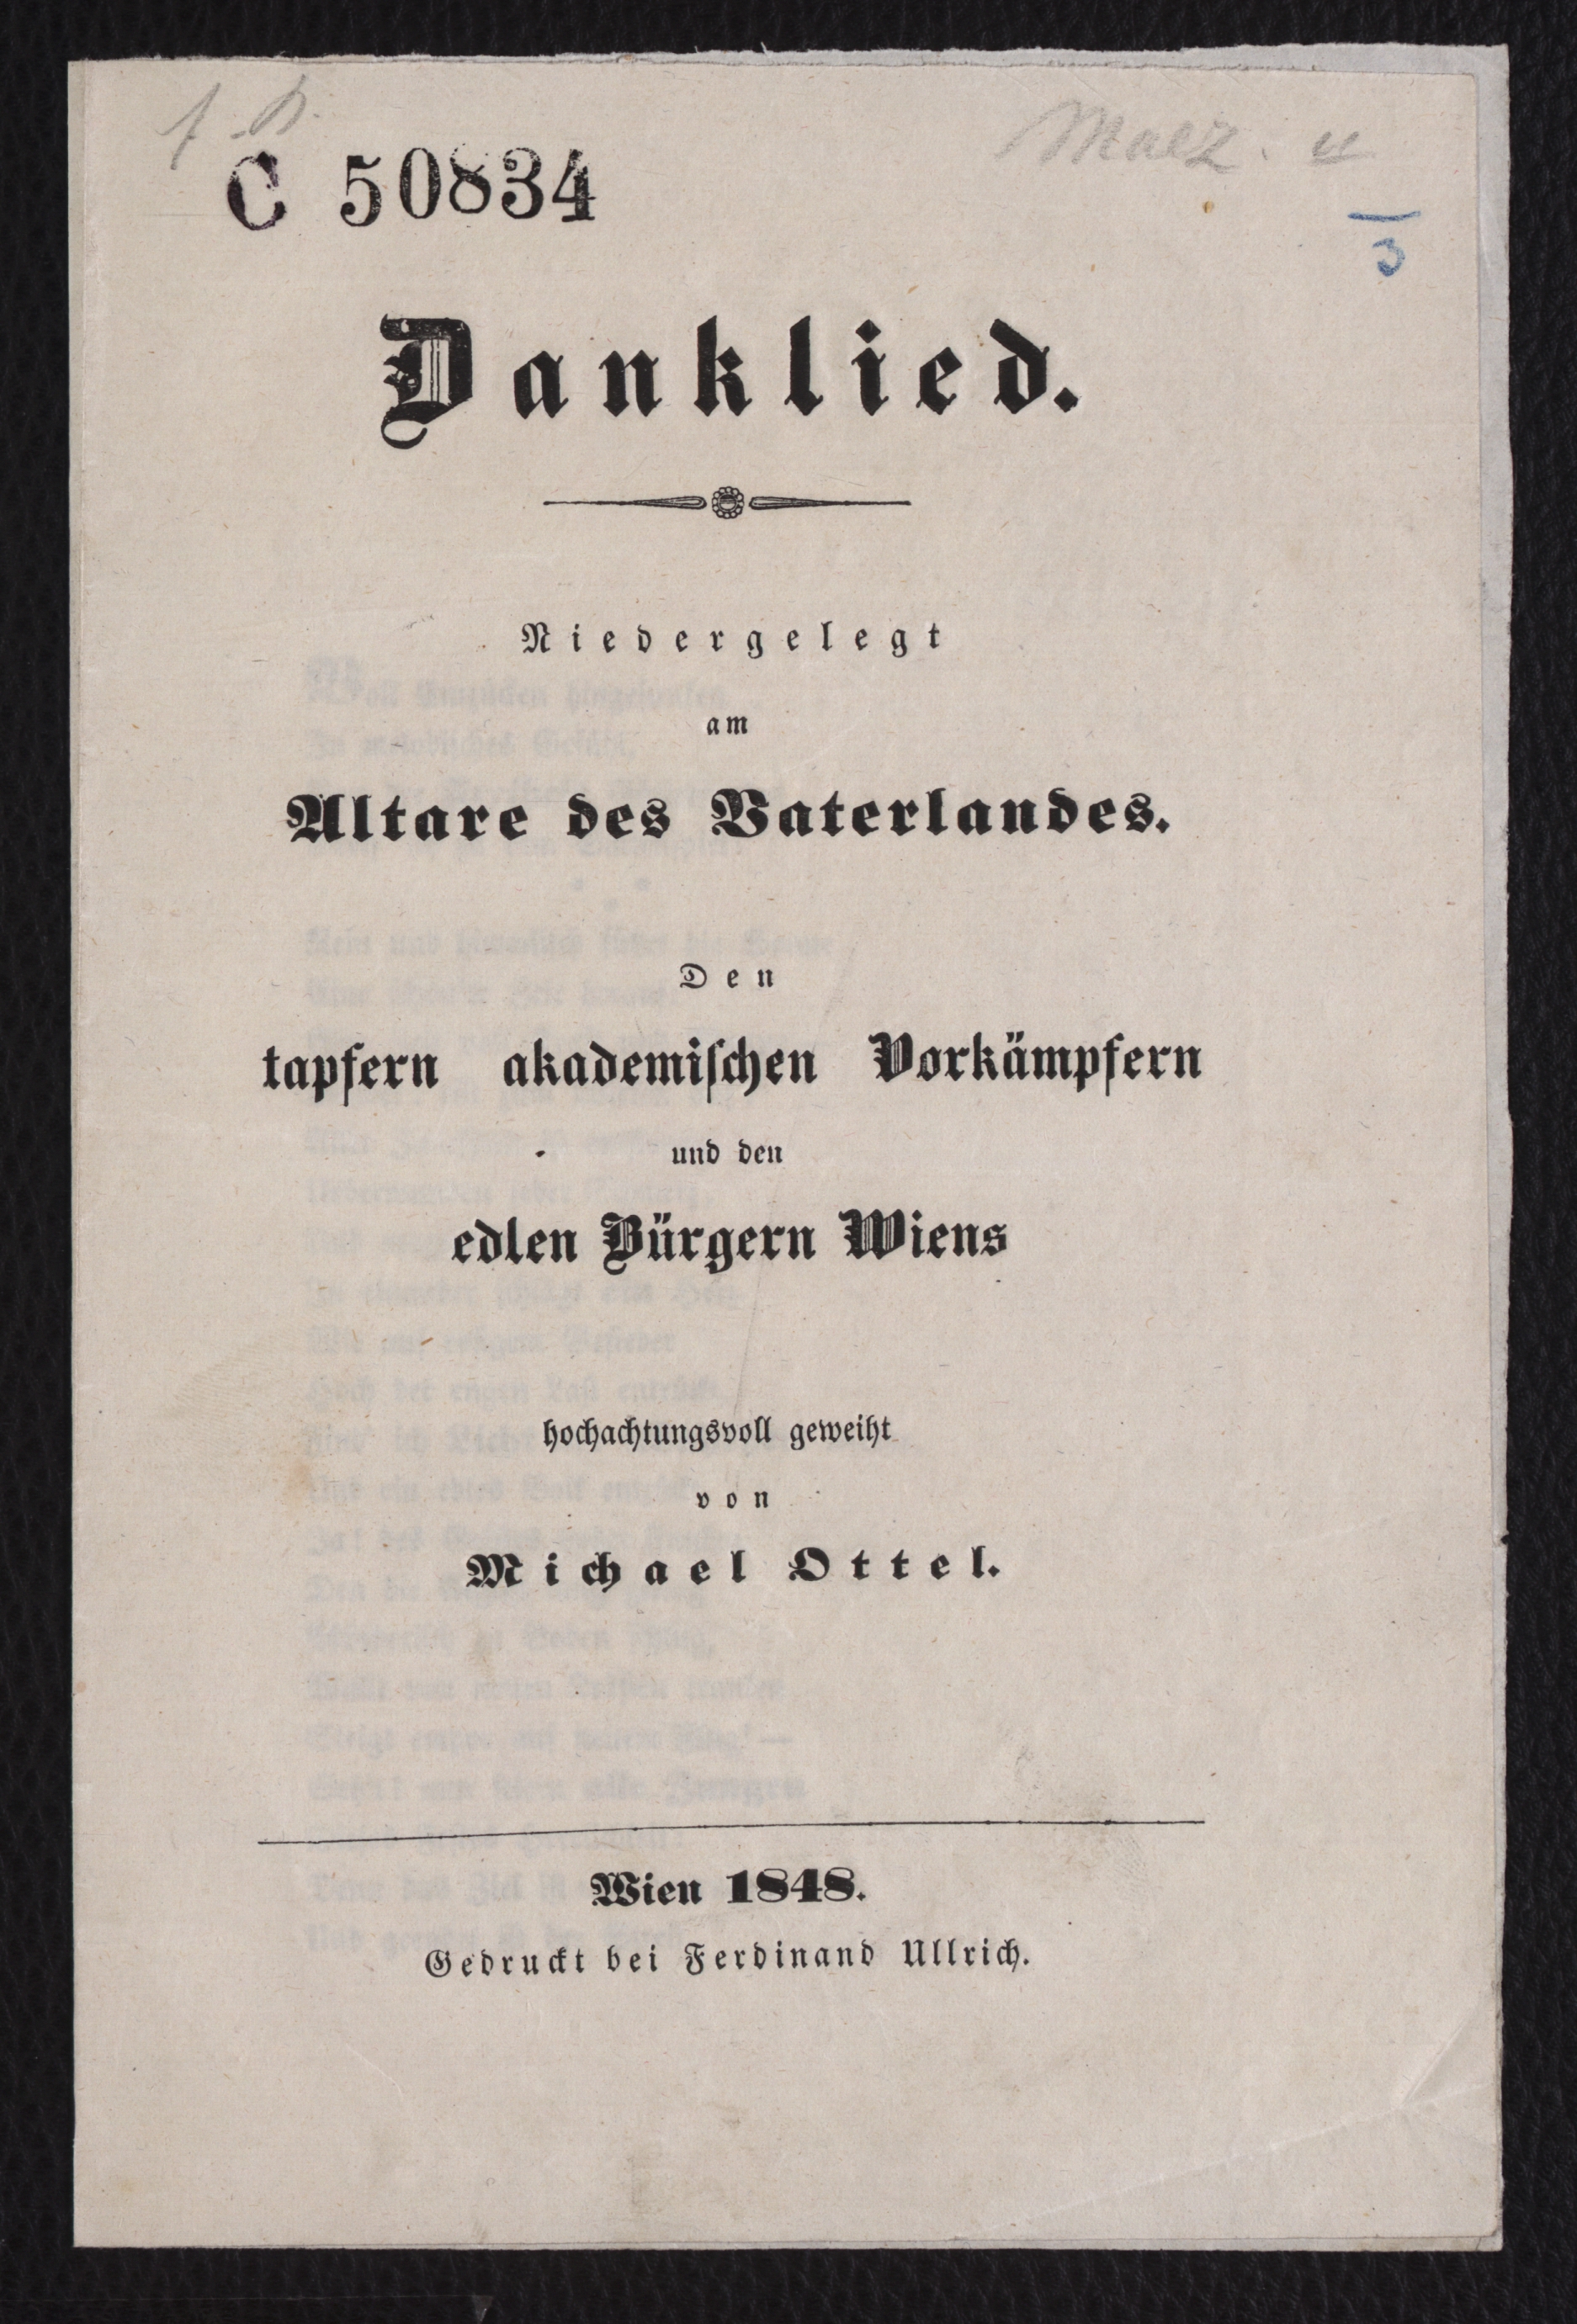 C 50834
3
Danklied.
Niedergelegt
am
Altare des Vaterlandes.
Den
tapfern akademischen Vorkämpfern
und den
edlen Bürgern Wiens
hochachtungsvoll geweiht
von
Michael Ottel.
Wien 1848.
Gedruckt bei Ferdinand Ullrich.